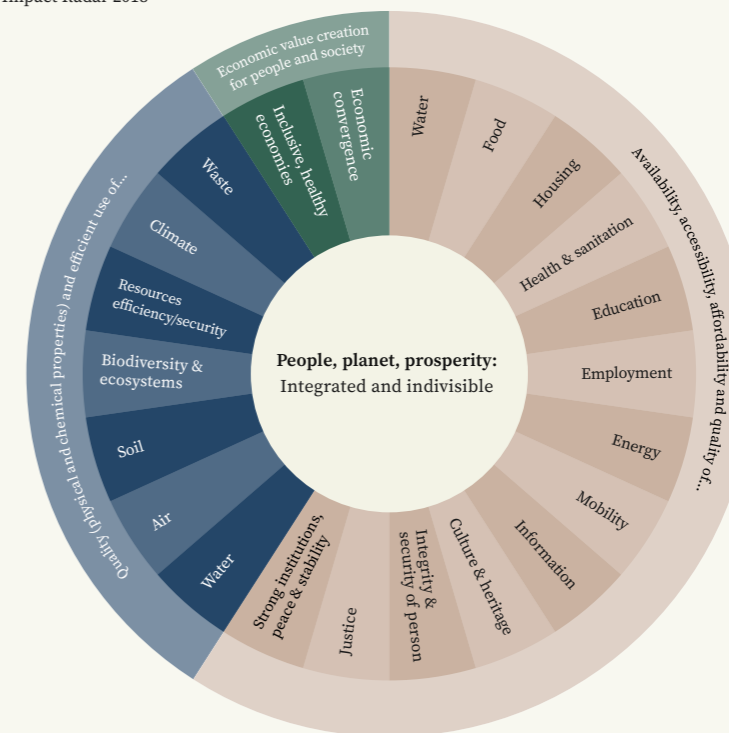 Impact Radar 2018
Economic value creation
for people and society
Inclusive, healthy
economies
Economic
convergence
Water
Food
Housing
Health & sanitation
Education
Employment
Energy
Mobility
Information
Culture & heritage
Integrity &
security of person
Justice
Strong institutions,
peace & stability
Availability, accessibility, affordability and quality of...
Water
Air
Soil
Biodiversity &
ecosystems
Resources
efficiency/security
Climate
Waste
Quality (physical and chemical properties) and efficient use of...
People, planet, prosperity:
Integrated and indivisible